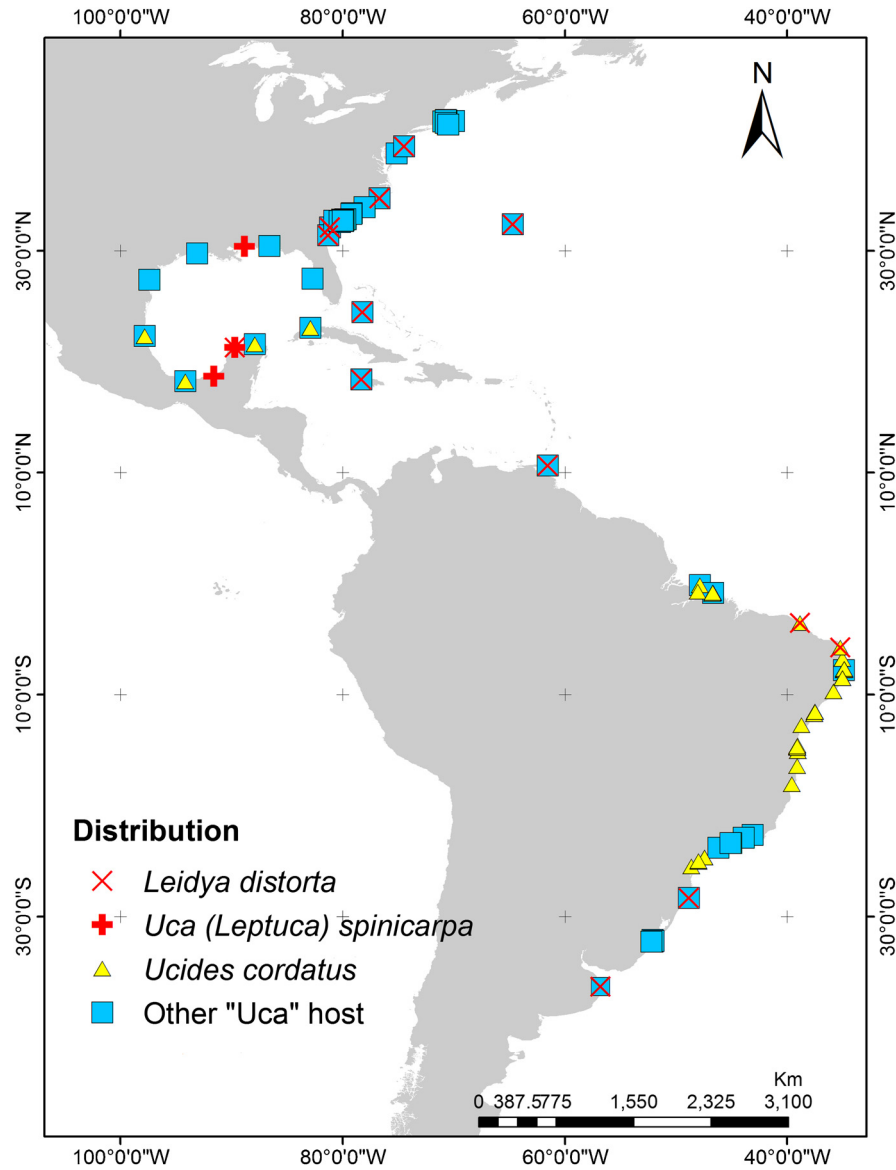 100°0'0"W 80°0'0"W 60°0'0"W 40°0'0"W
N
30°0'0"N 30°0'0"N
10°0'0"N 10°0'0"N
10°0'0"S 10°0'0"S
30°0'0"S 30°0'0"S
Distribution
Leidya distorta
Uca (Leptuca) spinicarpa
Ucides cordatus
Other "Uca" host
Km
0 387.5775 1,550 2,325 3,100
100°0'0"W 80°0'0"W 60°0'0"W 40°0'0"W